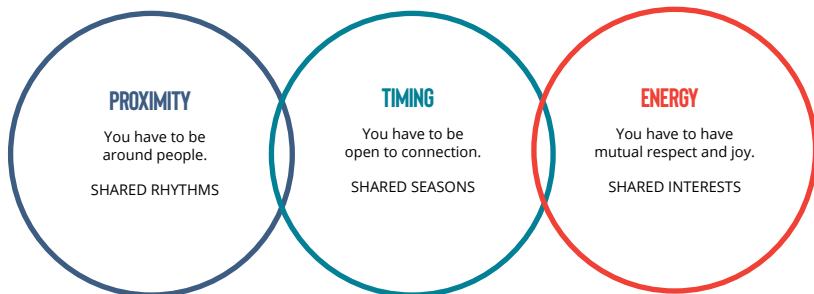 PROXIMITY
You have to be
around people.
SHARED RHYTHMS
TIMING
You have to be
open to connection.
SHARED SEASONS
ENERGY
You have to have
mutual respect and joy.
SHARED INTERESTS